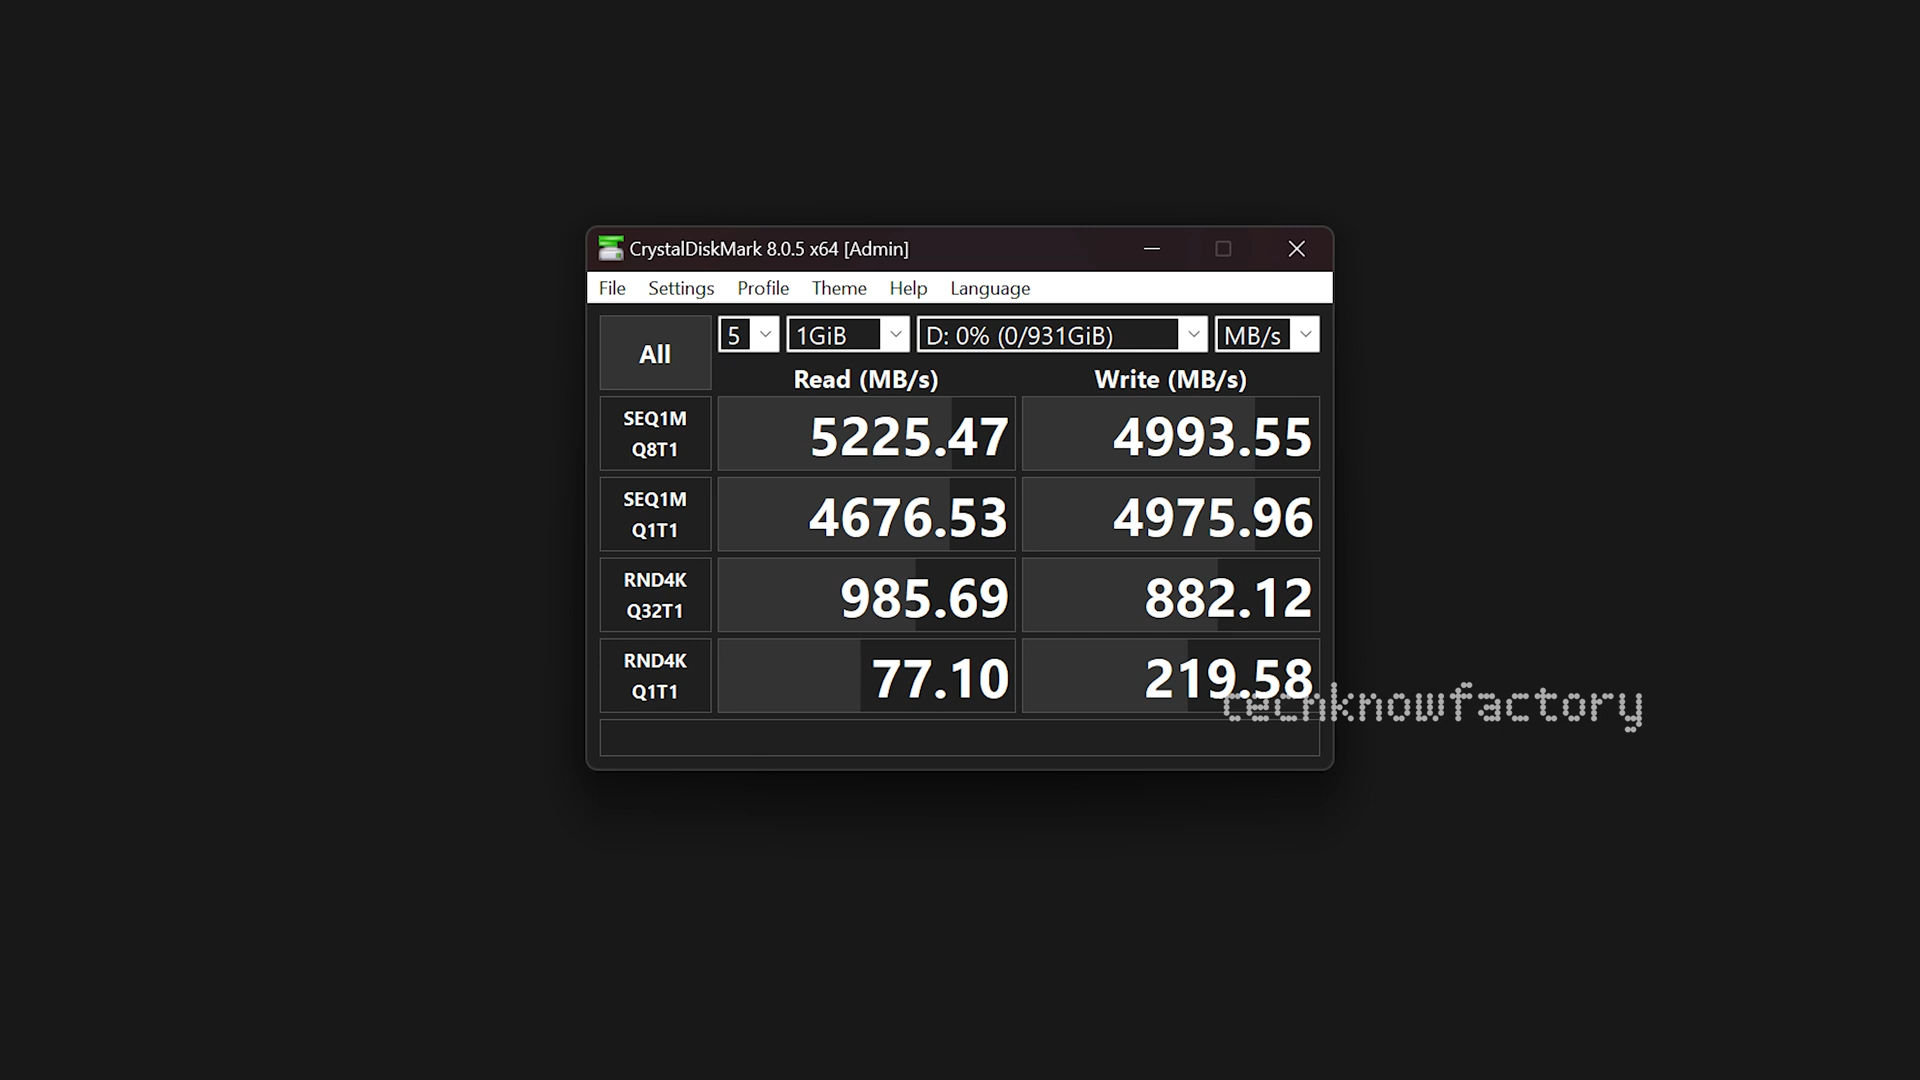 CrystalDiskMark 8.0.5 x64 [Admin]
File Settings Profile Theme Help Language
All
5 1GiB D: 0% (0/931GiB) MB/s
Read (MB/s) Write (MB/s)
SEQ1M
Q8T1
5225.47 4993.55
SEQ1M
Q1T1
4676.53 4975.96
RND4K
Q32T1
985.69 882.12
RND4K
Q1T1
77.10 219.58
technknowfactory